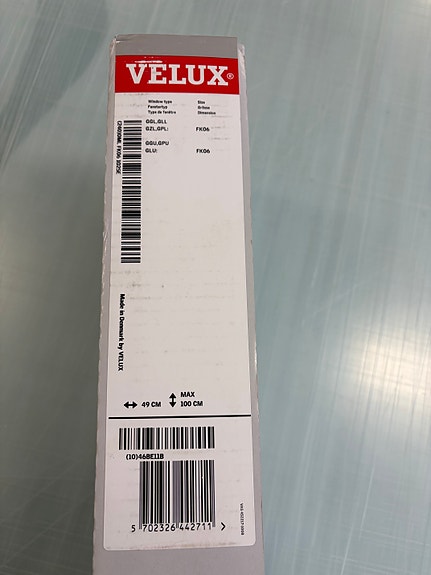 VELUX®
Window type Size
Fenstertyp Grösse
Type de fenêtre Dimension
GGL,GLL
GZL,GPL: FK06
GGU,GPU
GLU: FK06
Made in Denmark by VELUX
49 CM
MAX
100 CM
(10)46BE11B
5 702326 442711 >